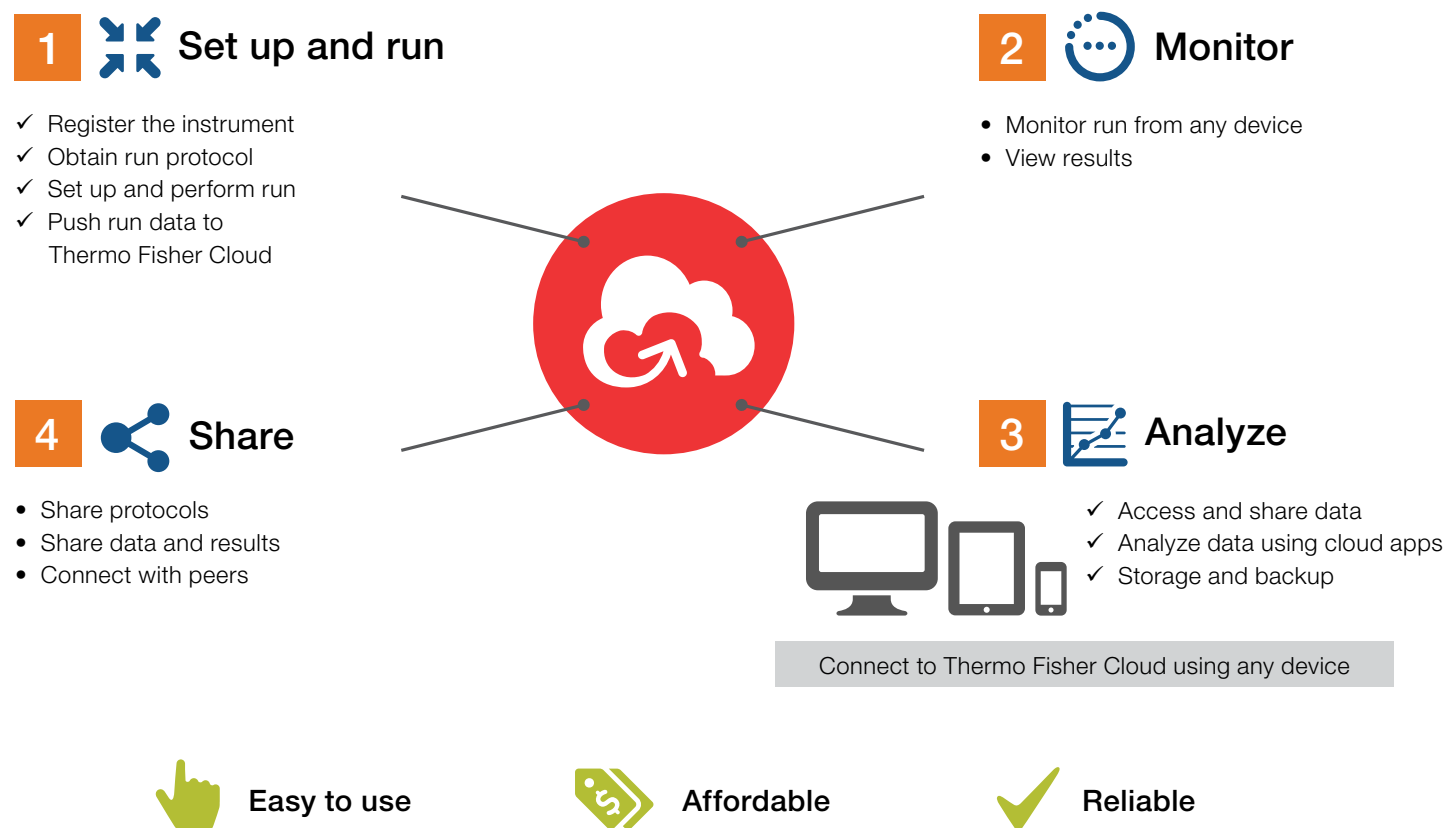 1 Set up and run
✓ Register the instrument
✓ Obtain run protocol
✓ Set up and perform run
✓ Push run data to
Thermo Fisher Cloud
2 Monitor
• Monitor run from any device
• View results
3 Analyze
✓ Access and share data
✓ Analyze data using cloud apps
✓ Storage and backup
Connect to Thermo Fisher Cloud using any device
4 Share
• Share protocols
• Share data and results
• Connect with peers
Easy to use
$ Affordable
Reliable